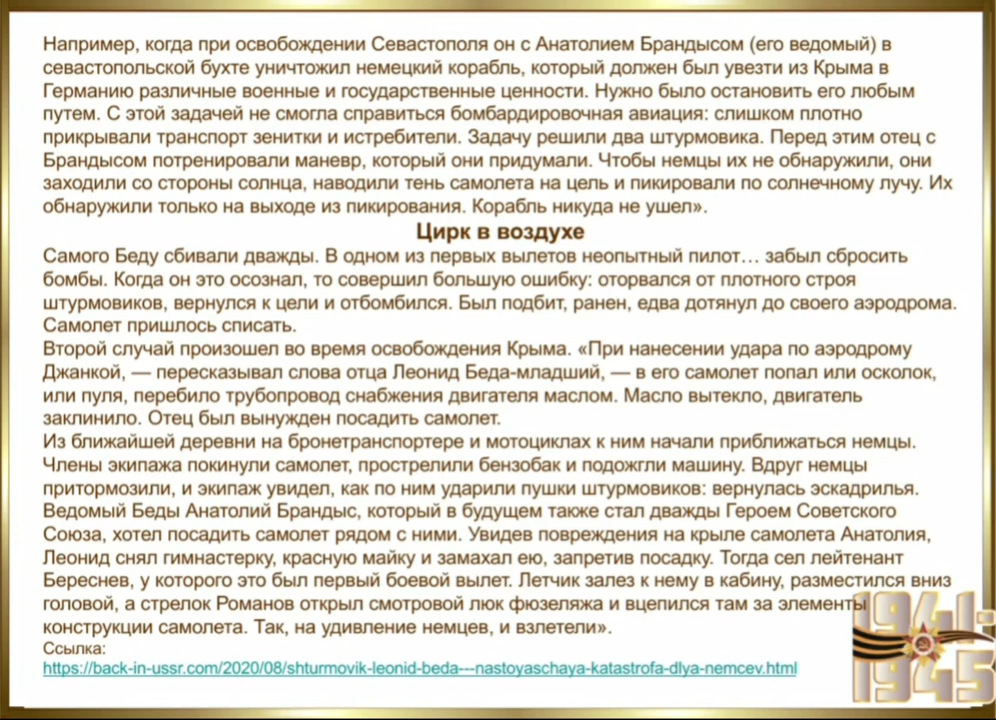 Например, когда при освобождении Севастополя он с Анатолием Брандысом (его ведомый) в
севастопольской бухте уничтожил немецкий корабль, который должен был увезти из Крыма в
Германию различные военные и государственные ценности. Нужно было остановить его любым
путем. С этой задачей не смогла справиться бомбардировочная авиация: слишком плотно
прикрывали транспорт зенитки и истребители. Задачу решили два штурмовика. Перед этим отец с
Брандысом потренировали маневр, который они придумали. Чтобы немцы их не обнаружили, они
заходили со стороны солнца, наводили тень самолета на цель и пикировали по солнечному лучу. Их
обнаружили только на выходе из пикирования. Корабль никуда не ушел».
Цирк в воздухе
Самого Беду сбивали дважды. В одном из первых вылетов неопытный пилот… забыл сбросить
бомбы. Когда он это осознал, то совершил большую ошибку: оторвался от плотного строя
штурмовиков, вернулся к цели и отбомбился. Был подбит, ранен, едва дотянул до своего аэродрома.
Самолет пришлось списать.
Второй случай произошел во время освобождения Крыма. «При нанесении удара по аэродрому
Джанкой, — пересказывал слова отца Леонид Беда-младший, — в его самолет попал или осколок,
или пуля, перебило трубопровод снабжения двигателя маслом. Масло вытекло, двигатель
заклинило. Отец был вынужден посадить самолет.
Из ближайшей деревни на бронетранспортере и мотоциклах к ним начали приближаться немцы.
Члены экипажа покинули самолет, прострелили бензобак и подожгли машину. Вдруг немцы
притормозили, и экипаж увидел, как по ним ударили пушки штурмовиков: вернулась эскадрилья.
Ведомый Беды Анатолий Брандыс, который в будущем также стал дважды Героем Советского
Союза, хотел посадить самолет рядом с ними. Увидев повреждения на крыле самолета Анатолия,
Леонид снял гимнастерку, красную майку и замахал ею, запретив посадку. Тогда сел лейтенант
Береснев, у которого это был первый боевой вылет. Летчик залез к нему в кабину, разместился вниз
головой, а стрелок Романов открыл смотровой люк фюзеляжа и вцепился там за элементы
конструкции самолета. Так, на удивление немцев, и взлетели».
Ссылка:
https://back-in-ussr.com/2020/08/shturmovik-leonid-beda---nastoyaschaya-katastrofa-dlya-nemcev.html
1941-
1945